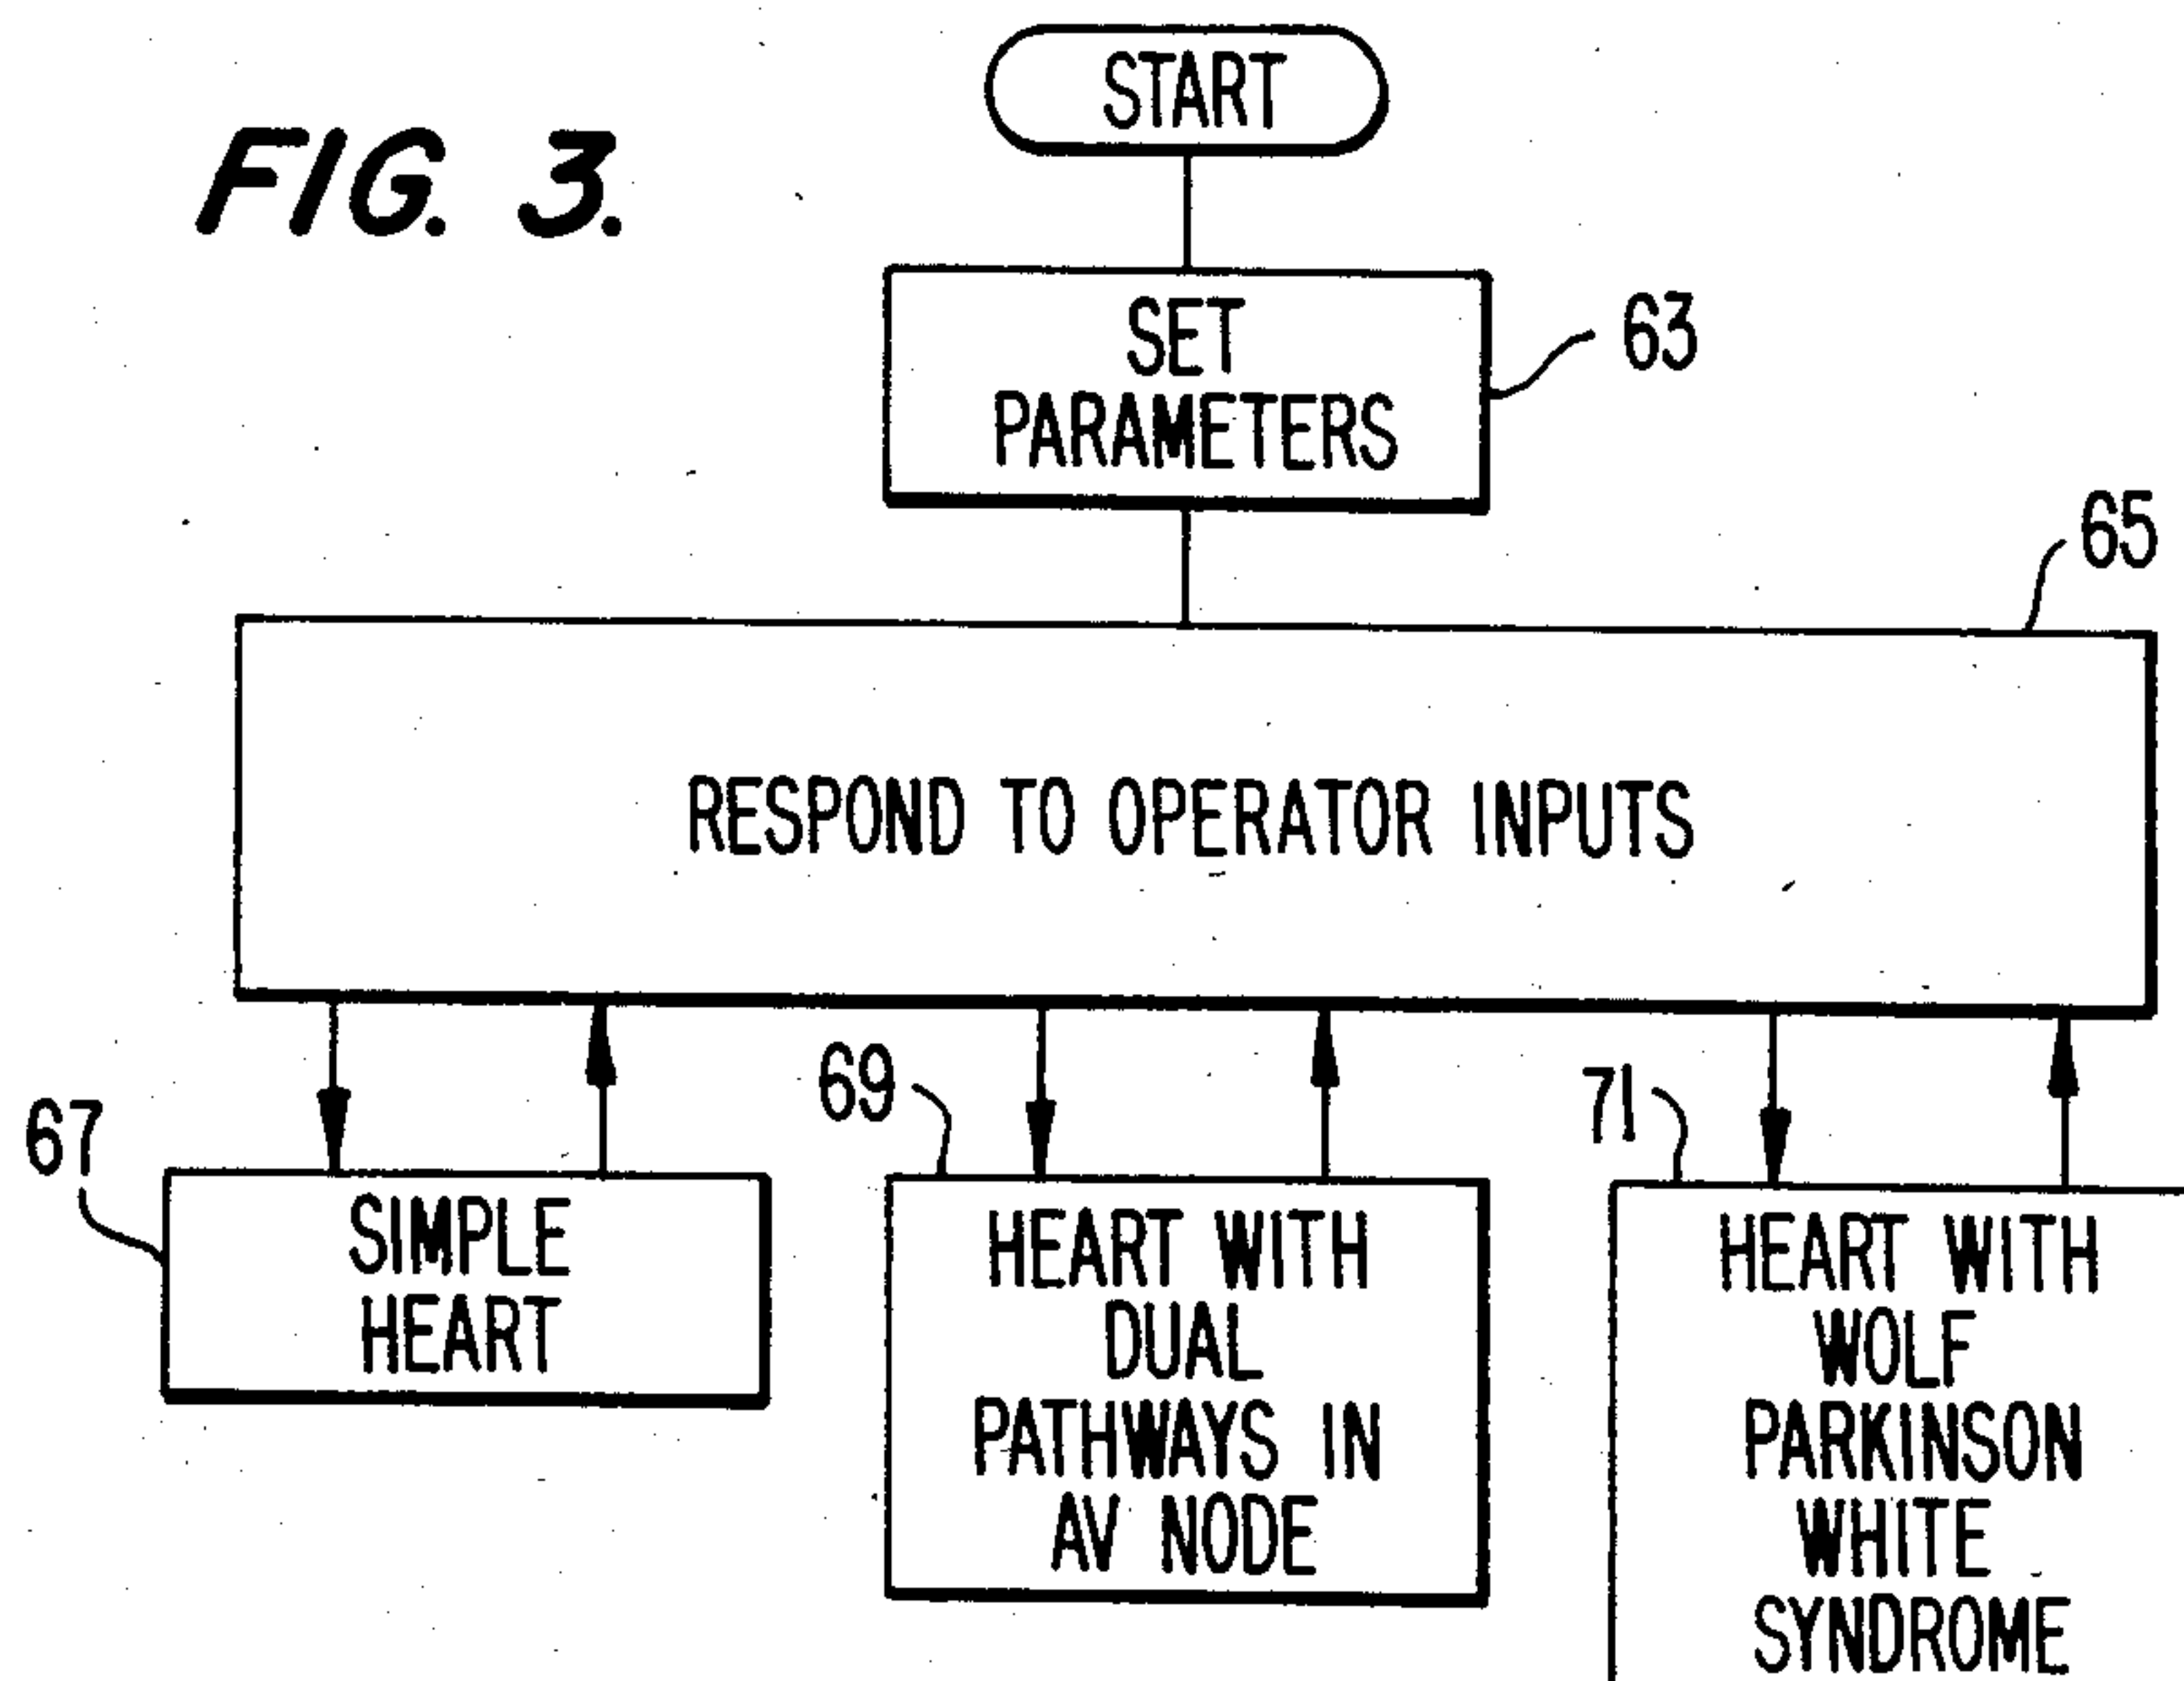 FIG. 3.
START
SET
PARAMETERS
63
65
RESPOND TO OPERATOR INPUTS
67
SIMPLE
HEART
69
HEART WITH
DUAL
PATHWAYS IN
AV NODE
71
HEART WITH
WOLF
PARKINSON
WHITE
SYNDROME